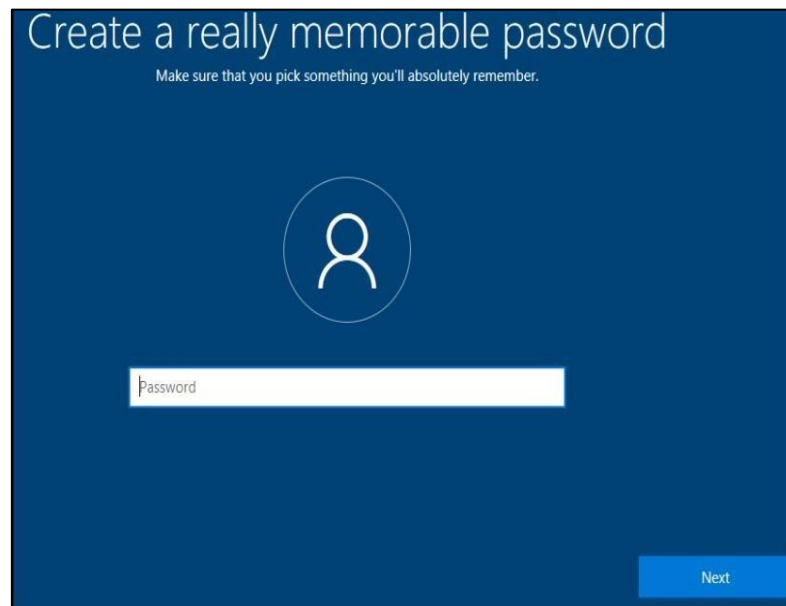 Create a really memorable password
Make sure that you pick something you'll absolutely remember.
Password
Next